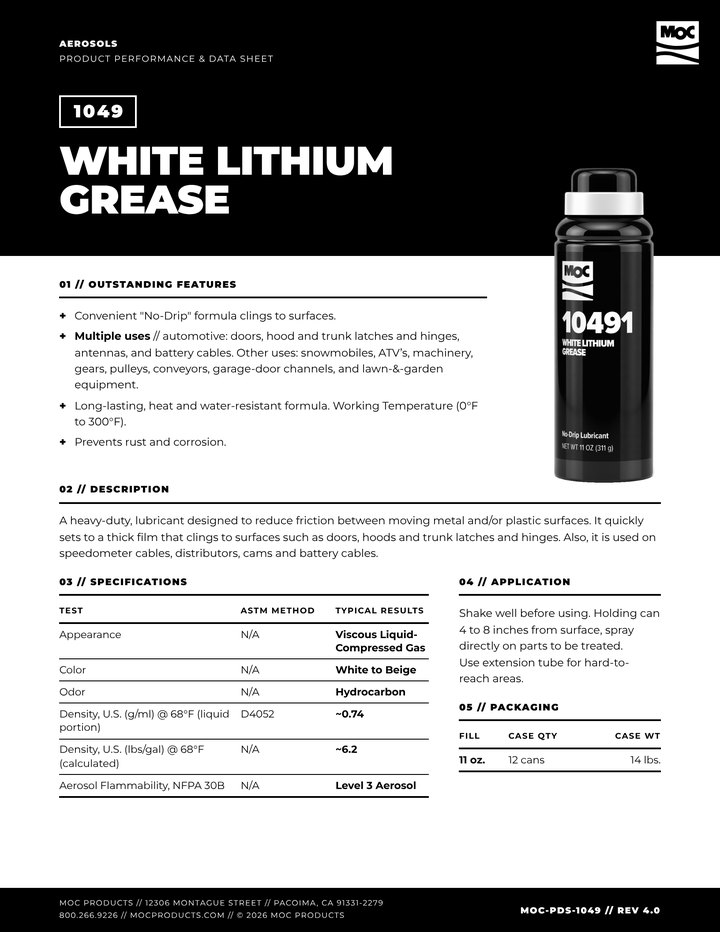 AEROSOLS
PRODUCT PERFORMANCE & DATA SHEET
MOC
1049
WHITE LITHIUM
GREASE
01 // OUTSTANDING FEATURES
+ Convenient "No-Drip" formula clings to surfaces.
+ Multiple uses // automotive: doors, hood and trunk latches and hinges,
antennas, and battery cables. Other uses: snowmobiles, ATV's, machinery,
gears, pulleys, conveyors, garage-door channels, and lawn-&-garden
equipment.
+ Long-lasting, heat and water-resistant formula. Working Temperature (0°F
to 300°F).
+ Prevents rust and corrosion.
MOC
10491
WHITE LITHIUM
GREASE
No-Drip Lubricant
NET WT 11 OZ (311 g)
02 // DESCRIPTION
A heavy-duty, lubricant designed to reduce friction between moving metal and/or plastic surfaces. It quickly
sets to a thick film that clings to surfaces such as doors, hoods and trunk latches and hinges. Also, it is used on
speedometer cables, distributors, cams and battery cables.
03 // SPECIFICATIONS
TEST ASTM METHOD TYPICAL RESULTS
Appearance N/A Viscous Liquid-
Compressed Gas
Color N/A White to Beige
Odor N/A Hydrocarbon
Density, U.S. (g/ml) @ 68°F (liquid D4052 ~0.74
portion)
Density, U.S. (lbs/gal) @ 68°F N/A ~6.2
(calculated)
Aerosol Flammability, NFPA 30B N/A Level 3 Aerosol
04 // APPLICATION
Shake well before using. Holding can
4 to 8 inches from surface, spray
directly on parts to be treated.
Use extension tube for hard-to-
reach areas.
05 // PACKAGING
FILL CASE QTY CASE WT
11 oz. 12 cans 14 lbs.
MOC PRODUCTS // 12306 MONTAGUE STREET // PACOIMA, CA 91331-2279
800.266.9226 // MOCPRODUCTS.COM // © 2026 MOC PRODUCTS
MOC-PDS-1049 // REV 4.0